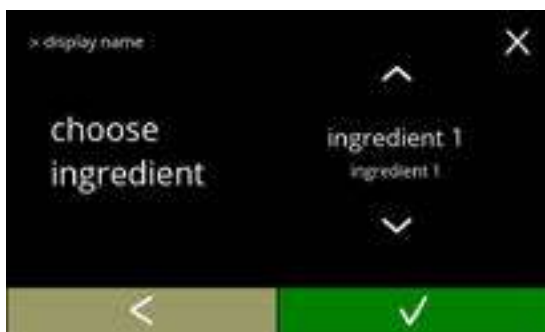 > display name
choose
ingredient
ingredient 1
ingredient 1